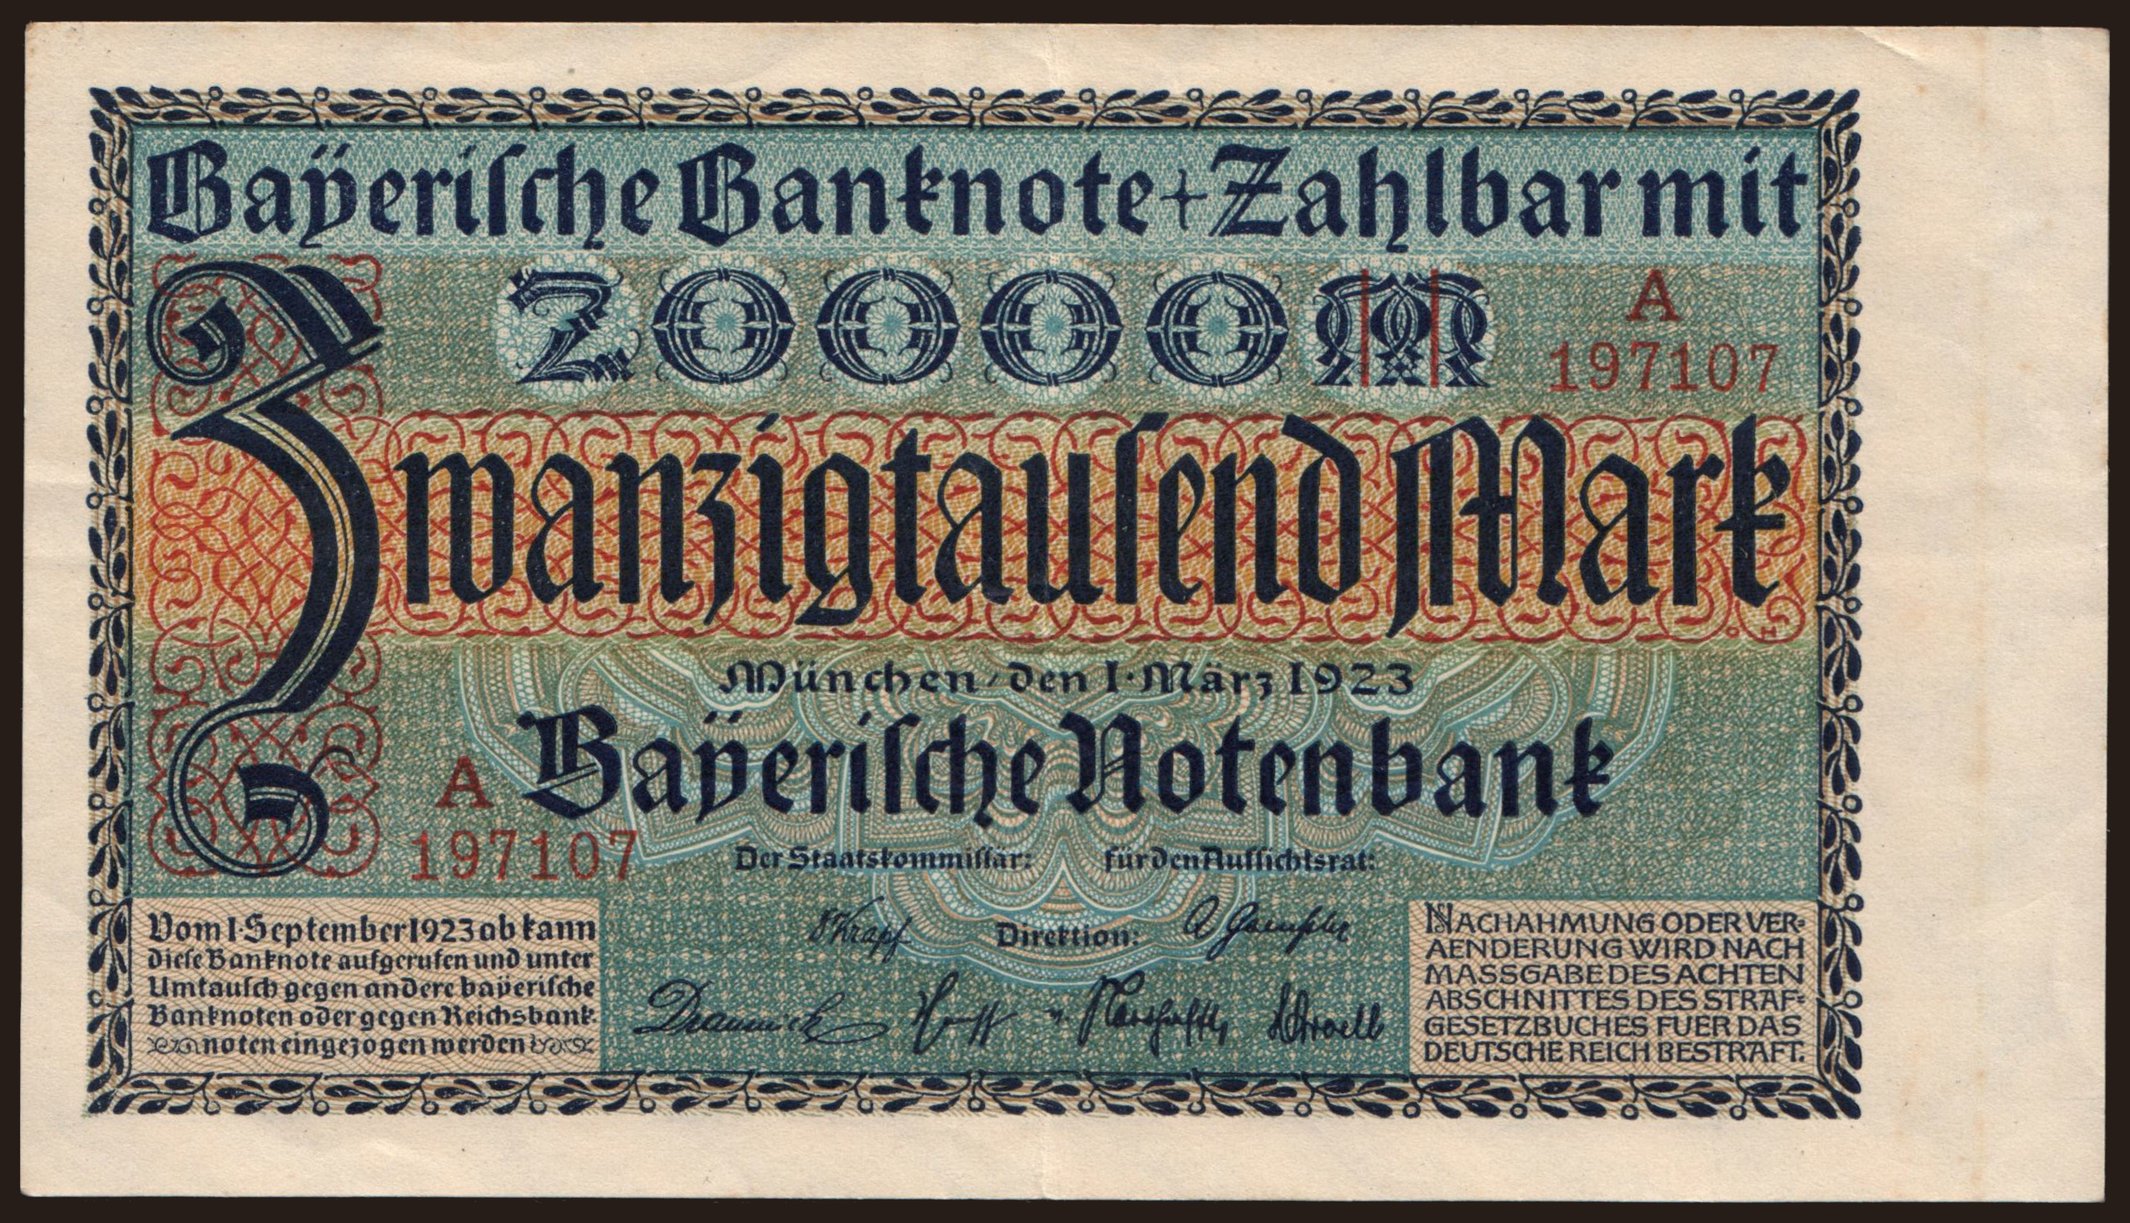 Bayerische Banknote + Zahlbar mit
20000 M
A
197107
Zwanzigtausend Mark
München, den 1. März 1923
Bayerische Notenbank
A
197107
Der Staatskommissär: für den Aufsichtsrat:
Direktion:
Vom 1. September 1923 ab kann
diese Banknote aufgerufen und unter
Umtausch gegen andere bayerische
Banknoten oder gegen Reichsbank-
noten eingezogen werden
NACHAHMUNG ODER VER-
AENDERUNG WIRD NACH
MASSGABE DES ACHTEN
ABSCHNITTES DES STRAF-
GESETZBUCHES FUER DAS
DEUTSCHE REICH BESTRAFT.